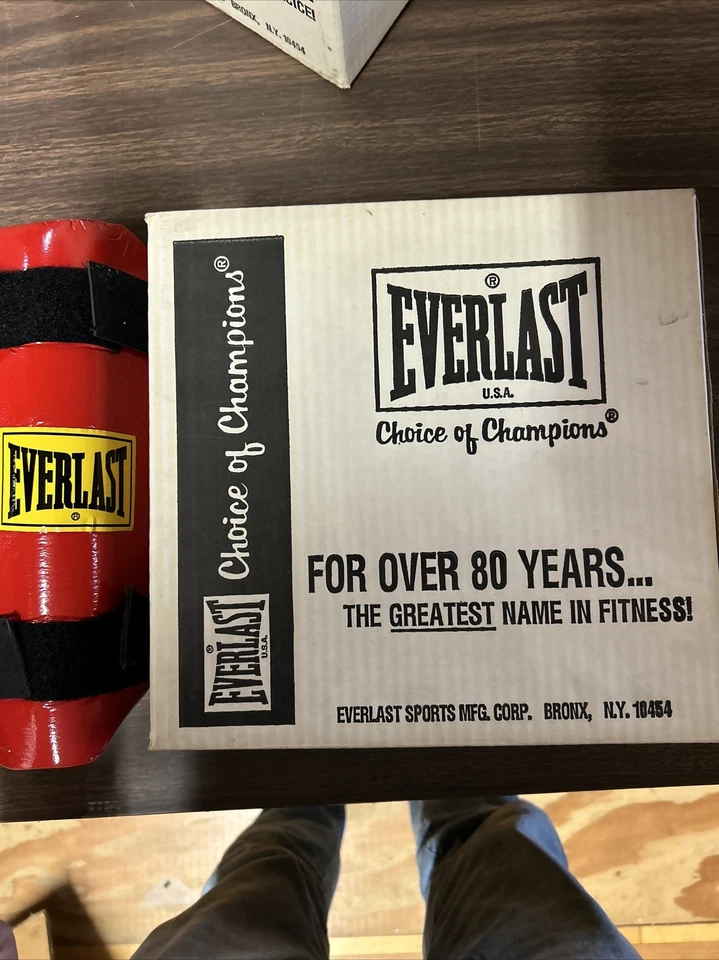 CICE!
BRONX, N.Y. 10454
EVERLAST
®
Choice of Champions®
®
EVERLAST
U.S.A.
®
EVERLAST
U.S.A.
Choice of Champions®
FOR OVER 80 YEARS...
THE GREATEST NAME IN FITNESS!
EVERLAST SPORTS MFG. CORP. BRONX, N.Y. 10454